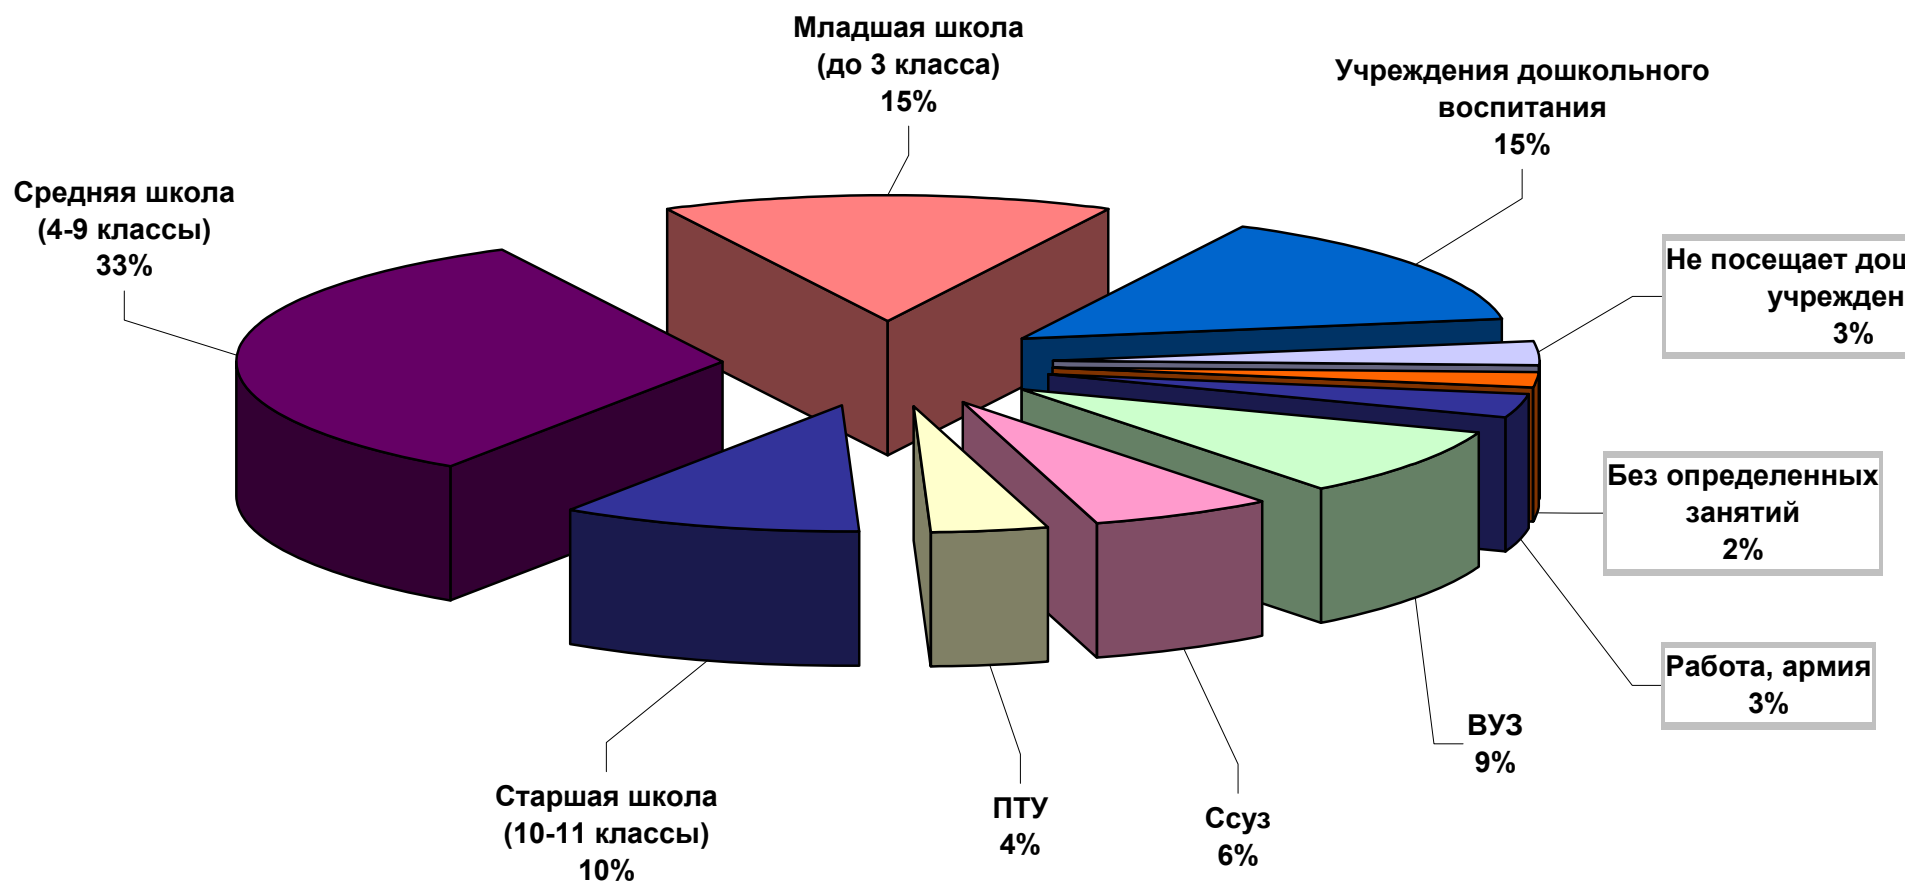 Младшая школа
(до 3 класса)
15%
Учреждения дошкольного
воспитания
15%
Средняя школа
(4-9 классы)
33%
Не посещает
3%
Без определенных
занятий
2%
Работа, армия
3%
ВУЗ
9%
Ссуз
6%
ПТУ
4%
Старшая школа
(10-11 классы)
10%